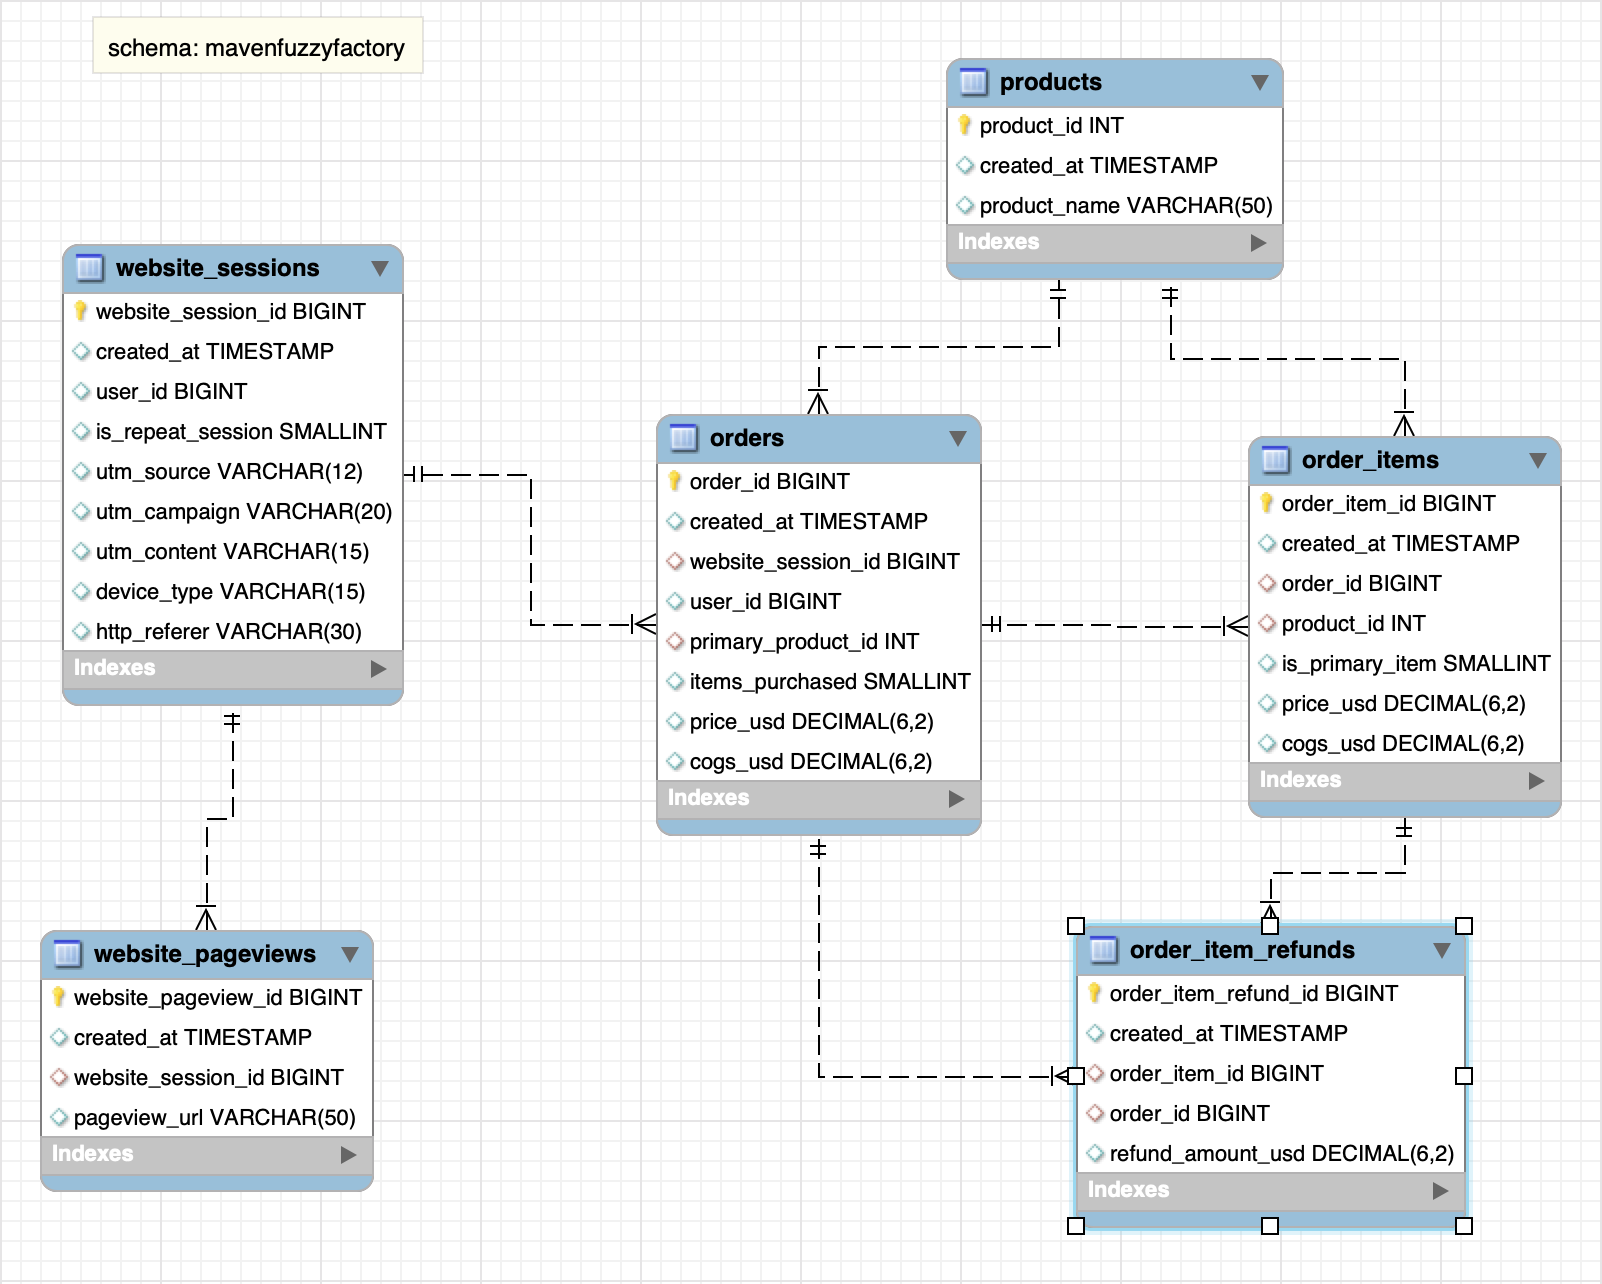 schema: mavenfuzzyfactory
products
product_id INT
created_at TIMESTAMP
product_name VARCHAR(50)
Indexes
website_sessions
website_session_id BIGINT
created_at TIMESTAMP
user_id BIGINT
is_repeat_session SMALLINT
utm_source VARCHAR(12)
utm_campaign VARCHAR(20)
utm_content VARCHAR(15)
device_type VARCHAR(15)
http_referer VARCHAR(30)
Indexes
orders
order_id BIGINT
created_at TIMESTAMP
website_session_id BIGINT
user_id BIGINT
primary_product_id INT
items_purchased SMALLINT
price_usd DECIMAL(6,2)
cogs_usd DECIMAL(6,2)
Indexes
order_items
order_item_id BIGINT
created_at TIMESTAMP
order_id BIGINT
product_id INT
is_primary_item SMALLINT
price_usd DECIMAL(6,2)
cogs_usd DECIMAL(6,2)
Indexes
website_pageviews
website_pageview_id BIGINT
created_at TIMESTAMP
website_session_id BIGINT
pageview_url VARCHAR(50)
Indexes
order_item_refunds
order_item_refund_id BIGINT
created_at TIMESTAMP
order_item_id BIGINT
order_id BIGINT
refund_amount_usd DECIMAL(6,2)
Indexes